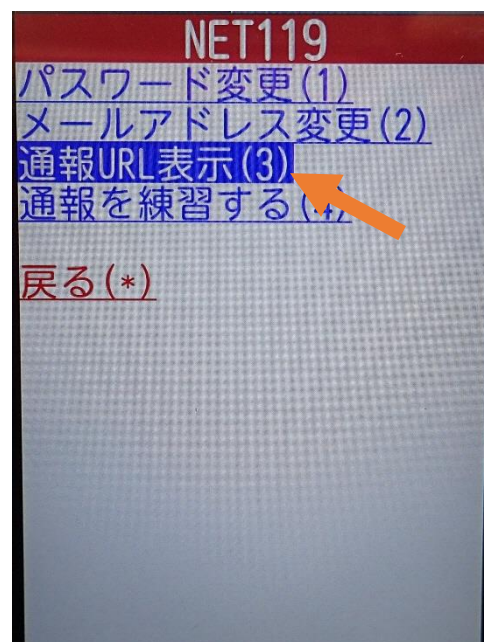 NET119
パスワード変更(1)
メールアドレス変更(2)
通報URL表示(3)
通報を練習する(4)
戻る(*)